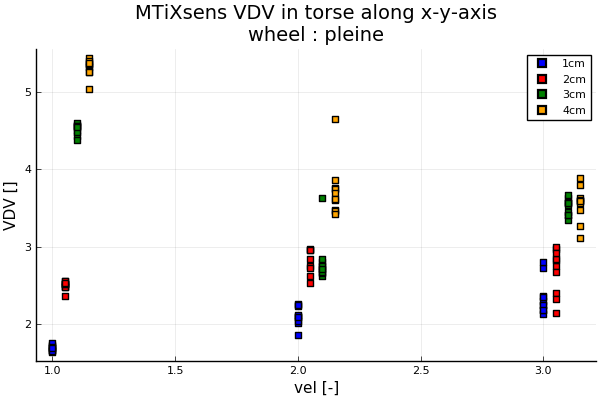 MTiXsens VDV in torse along x-y-axis
wheel : pleine
1cm
2cm
3cm
4cm
VDV []
5
4
3
2
1.0
1.5
2.0
2.5
3.0
vel [-]